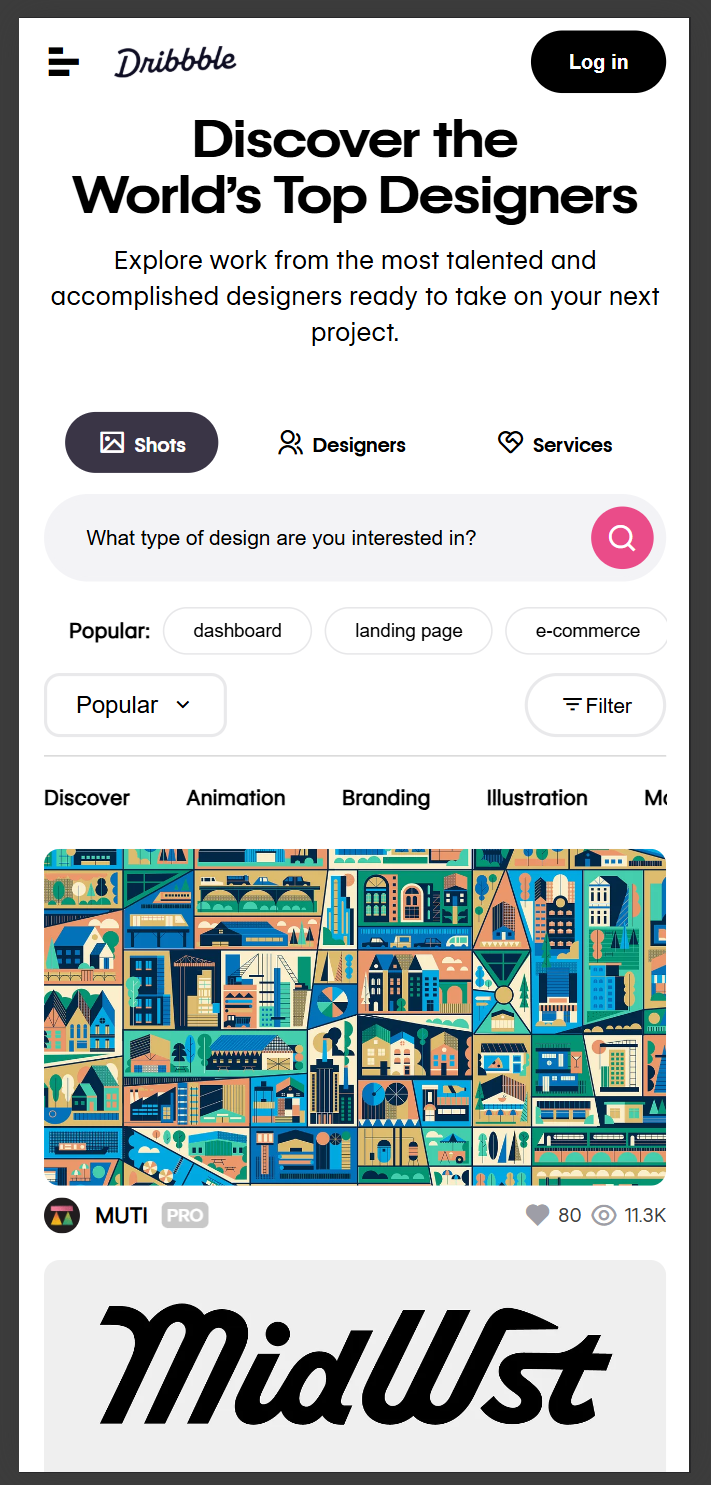 Dribbble
Log in
Discover the
World's Top Designers
Explore work from the most talented and
accomplished designers ready to take on your next
project.
Shots Designers Services
What type of design are you interested in?
Popular: dashboard landing page e-commerce
Popular Filter
Discover Animation Branding Illustration
MUTI PRO 80 11.3K
MidWst